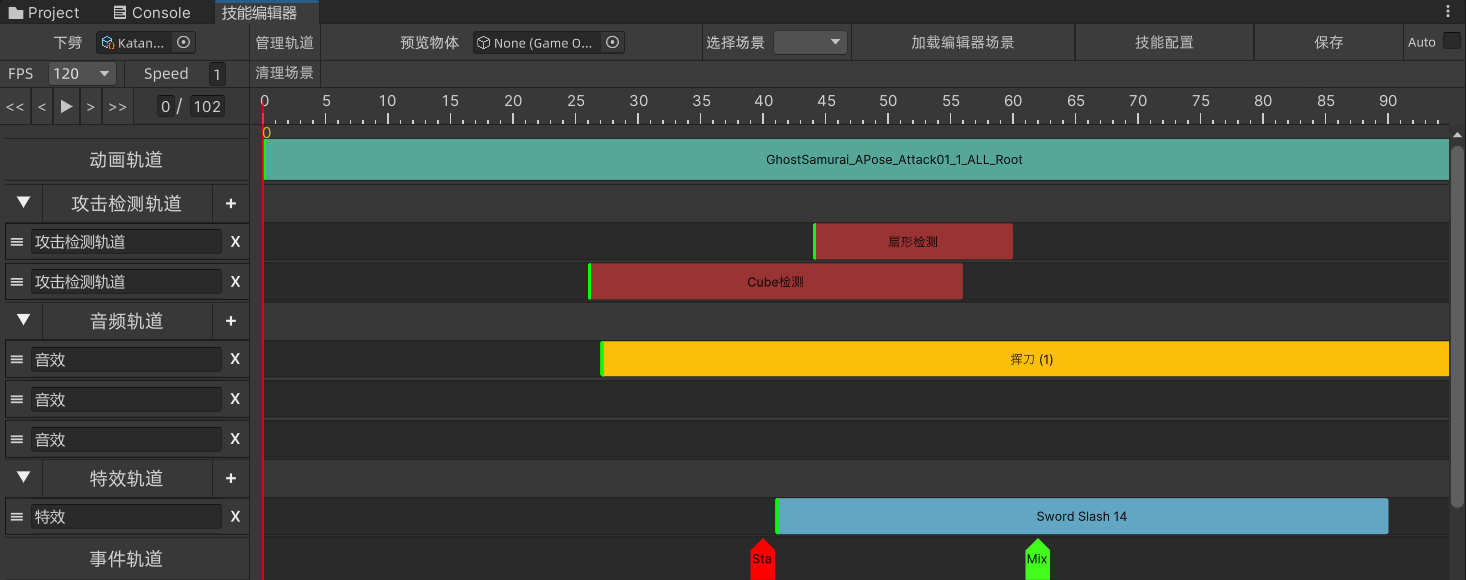 Project Console 技能编辑器
下劈 Katan... 管理轨道 预览物体 None (Game O... 选择场景 加载编辑器场景 技能配置 保存 Auto
FPS 120 Speed 1 清理场景
<< < > >> 0 / 102 0 5 10 15 20 25 30 35 40 45 50 55 60 65 70 75 80 85 90
0
动画轨道 GhostSamurai_APose_Attack01_1_ALL_Root
攻击检测轨道 +
攻击检测轨道 X 扇形检测
攻击检测轨道 X Cube检测
音频轨道 +
音效 X 挥刀 (1)
音效 X
音效 X
特效轨道 +
特效 X Sword Slash 14
事件轨道 Sta Mix